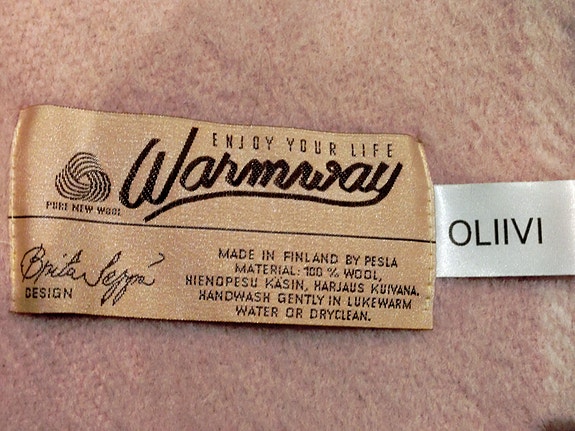 ENJOY YOUR LIFE
Warmway
PURE NEW WOOL
OLIIVI
Brita Seppä
DESIGN
MADE IN FINLAND BY PESLA
MATERIAL: 100 % WOOL,
HIENOPESU KÄSIN, HARJAUS KUIVANA.
HANDWASH GENTLY IN LUKEWARM
WATER OR DRYCLEAN.